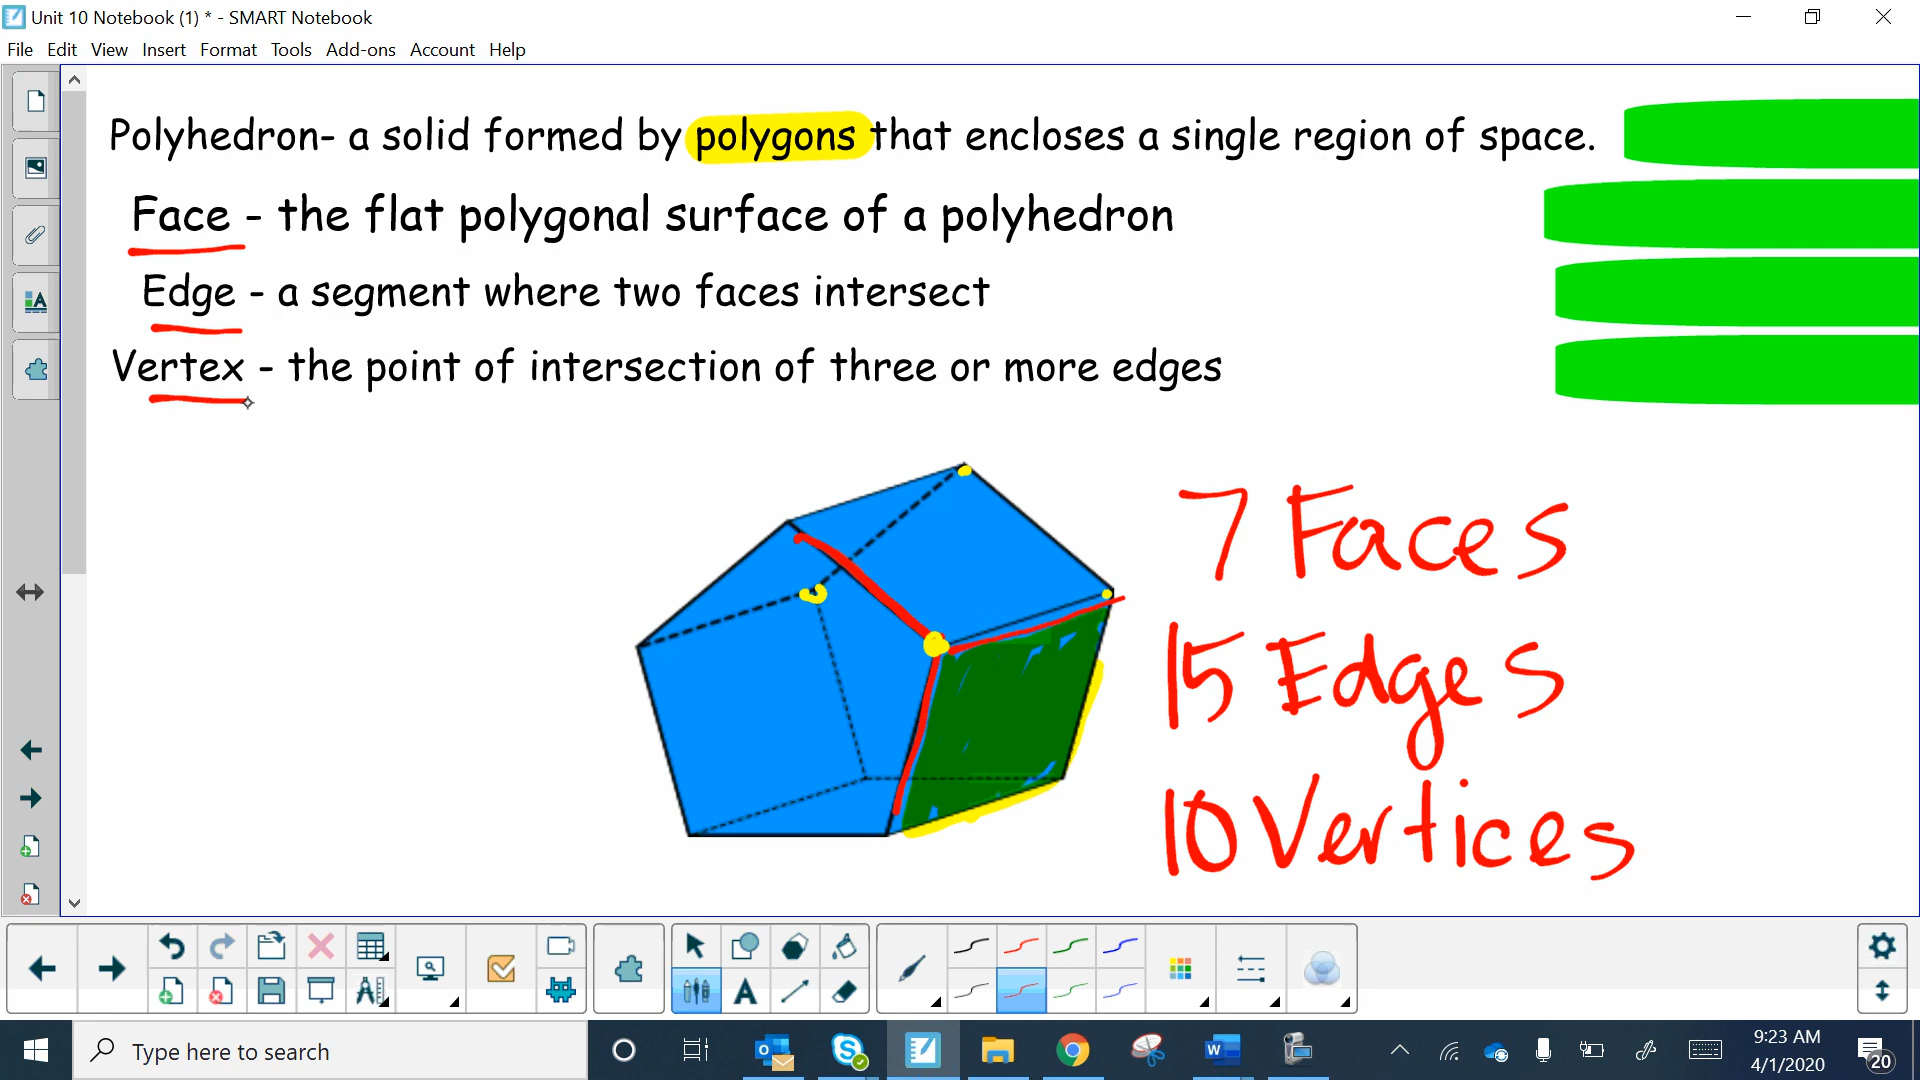 Unit 10 Notebook (1) * - SMART Notebook
File Edit View Insert Format Tools Add-ons Account Help
Polyhedron- a solid formed by polygons that encloses a single region of space.
Face - the flat polygonal surface of a polyhedron
Edge - a segment where two faces intersect
Vertex - the point of intersection of three or more edges
7 Faces
15 Edges
10 Vertices
Type here to search
9:23 AM
4/1/2020
20